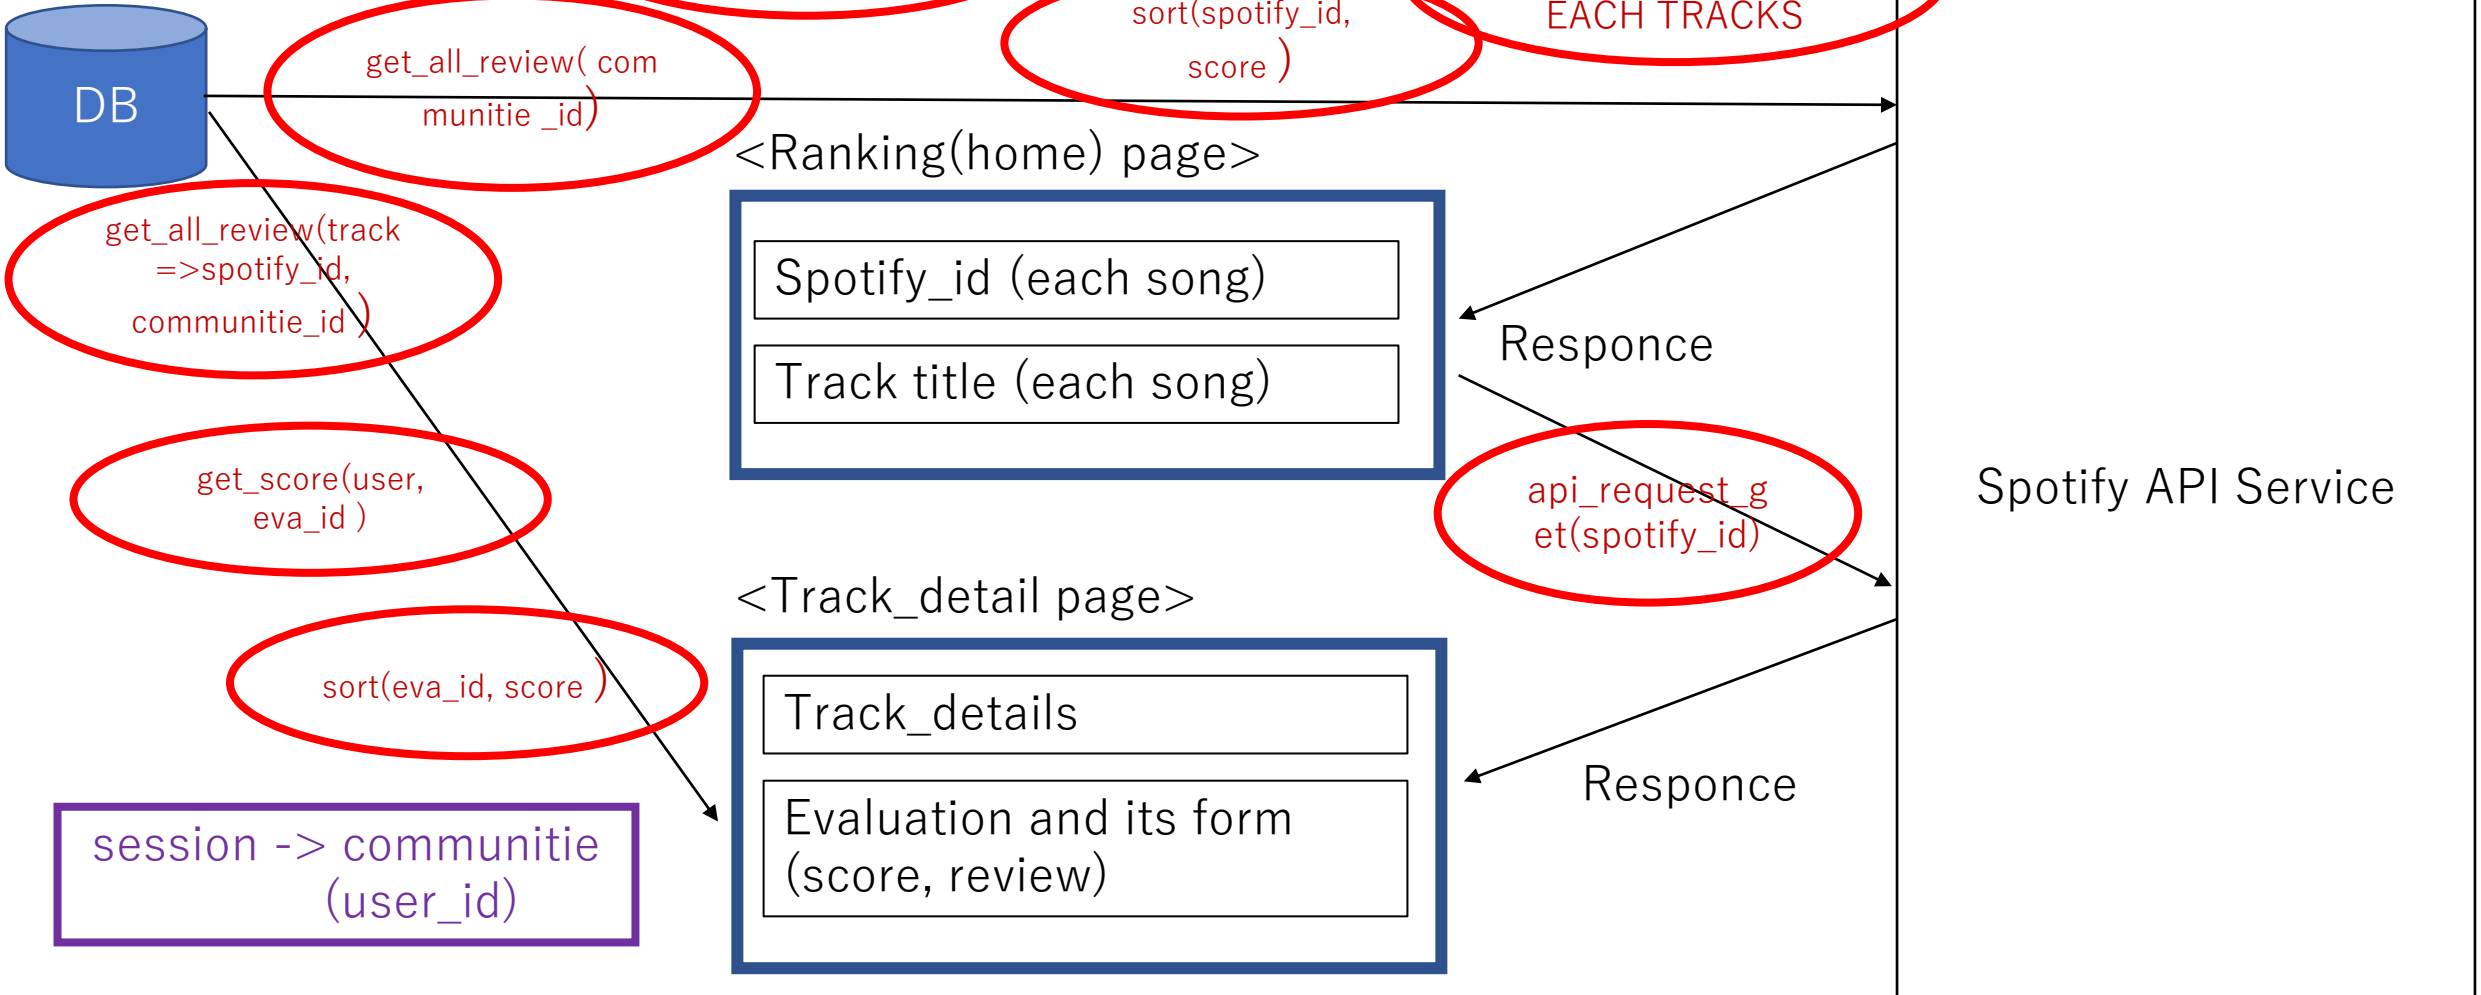 sort(spotify_id,
score )
EACH TRACKS
get_all_review( com
munitie _id)
DB
<Ranking(home) page>
get_all_review(track
=>spotify_id,
communitie_id )
Spotify_id (each song)
Responce
Track title (each song)
get_score(user,
eva_id )
api_request_g
et(spotify_id)
Spotify API Service
<Track_detail page>
sort(eva_id, score )
Track_details
Responce
Evaluation and its form
(score, review)
session -> communitie
(user_id)